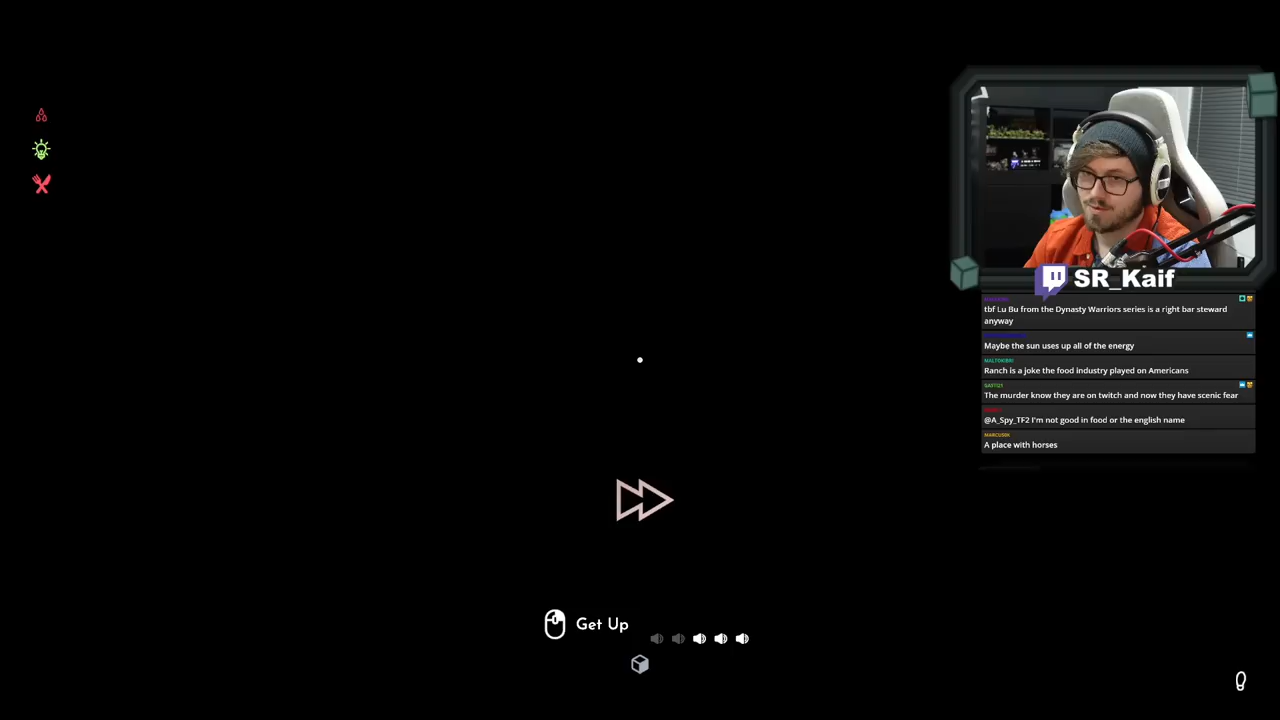 SR_Kaif
tbf Lu Bu from the Dynasty Warriors series is a right bar steward
anyway
Maybe the sun uses up all of the energy
Ranch is a joke the food industry played on Americans
The murder know they are on twitch and now they have scenic fear
@A_Spy_TF2 I'm not good in food or the english name
A place with horses
Get Up